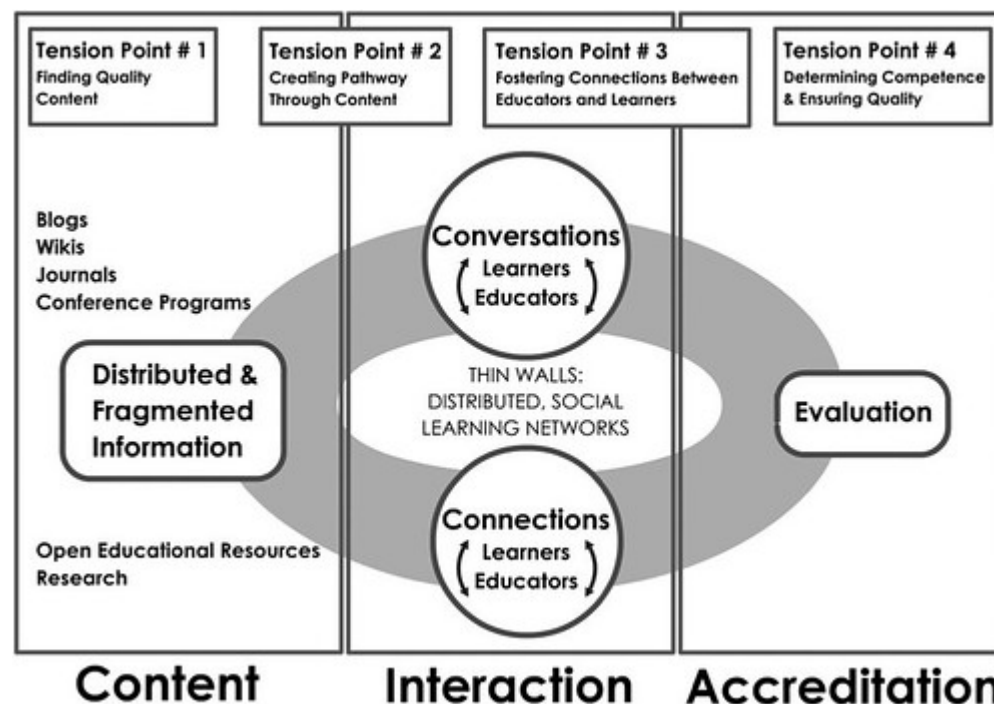 Tension Point # 1
Finding Quality
Content
Tension Point # 2
Creating Pathway
Through Content
Tension Point # 3
Fostering Connections Between
Educators and Learners
Tension Point # 4
Determining Competence
& Ensuring Quality
Blogs
Wikis
Journals
Conference Programs
Distributed &
Fragmented
Information
Open Educational Resources
Research
Conversations
Learners
Educators
THIN WALLS:
DISTRIBUTED, SOCIAL
LEARNING NETWORKS
Connections
Learners
Educators
Evaluation
Content
Interaction
Accreditation